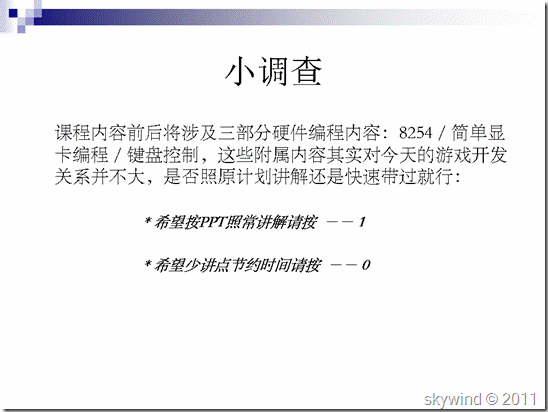 小调查
课程内容前后将涉及三部分硬件编程内容：8254／简单显
卡编程／键盘控制，这些附属内容其实对今天的游戏开发
关系并不大，是否照原计划讲解还是快速带过就行：
* 希望按PPT照常讲解请按 －－ 1
* 希望少讲点节约时间请按 －－ 0
skywind © 2011